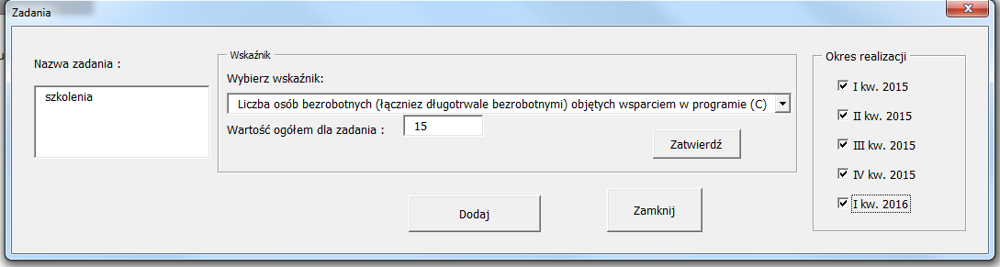 Zadania
Nazwa zadania :
szkolenia
Wskaźnik
Wybierz wskaźnik:
Liczba osób bezrobotnych (łączniez długotrwale bezrobotnymi) objętych wsparciem w programie (C)
Wartość ogółem dla zadania :
15
Zatwierdź
Dodaj
Zamknij
Okres realizacji
I kw. 2015
II kw. 2015
III kw. 2015
IV kw. 2015
I kw. 2016